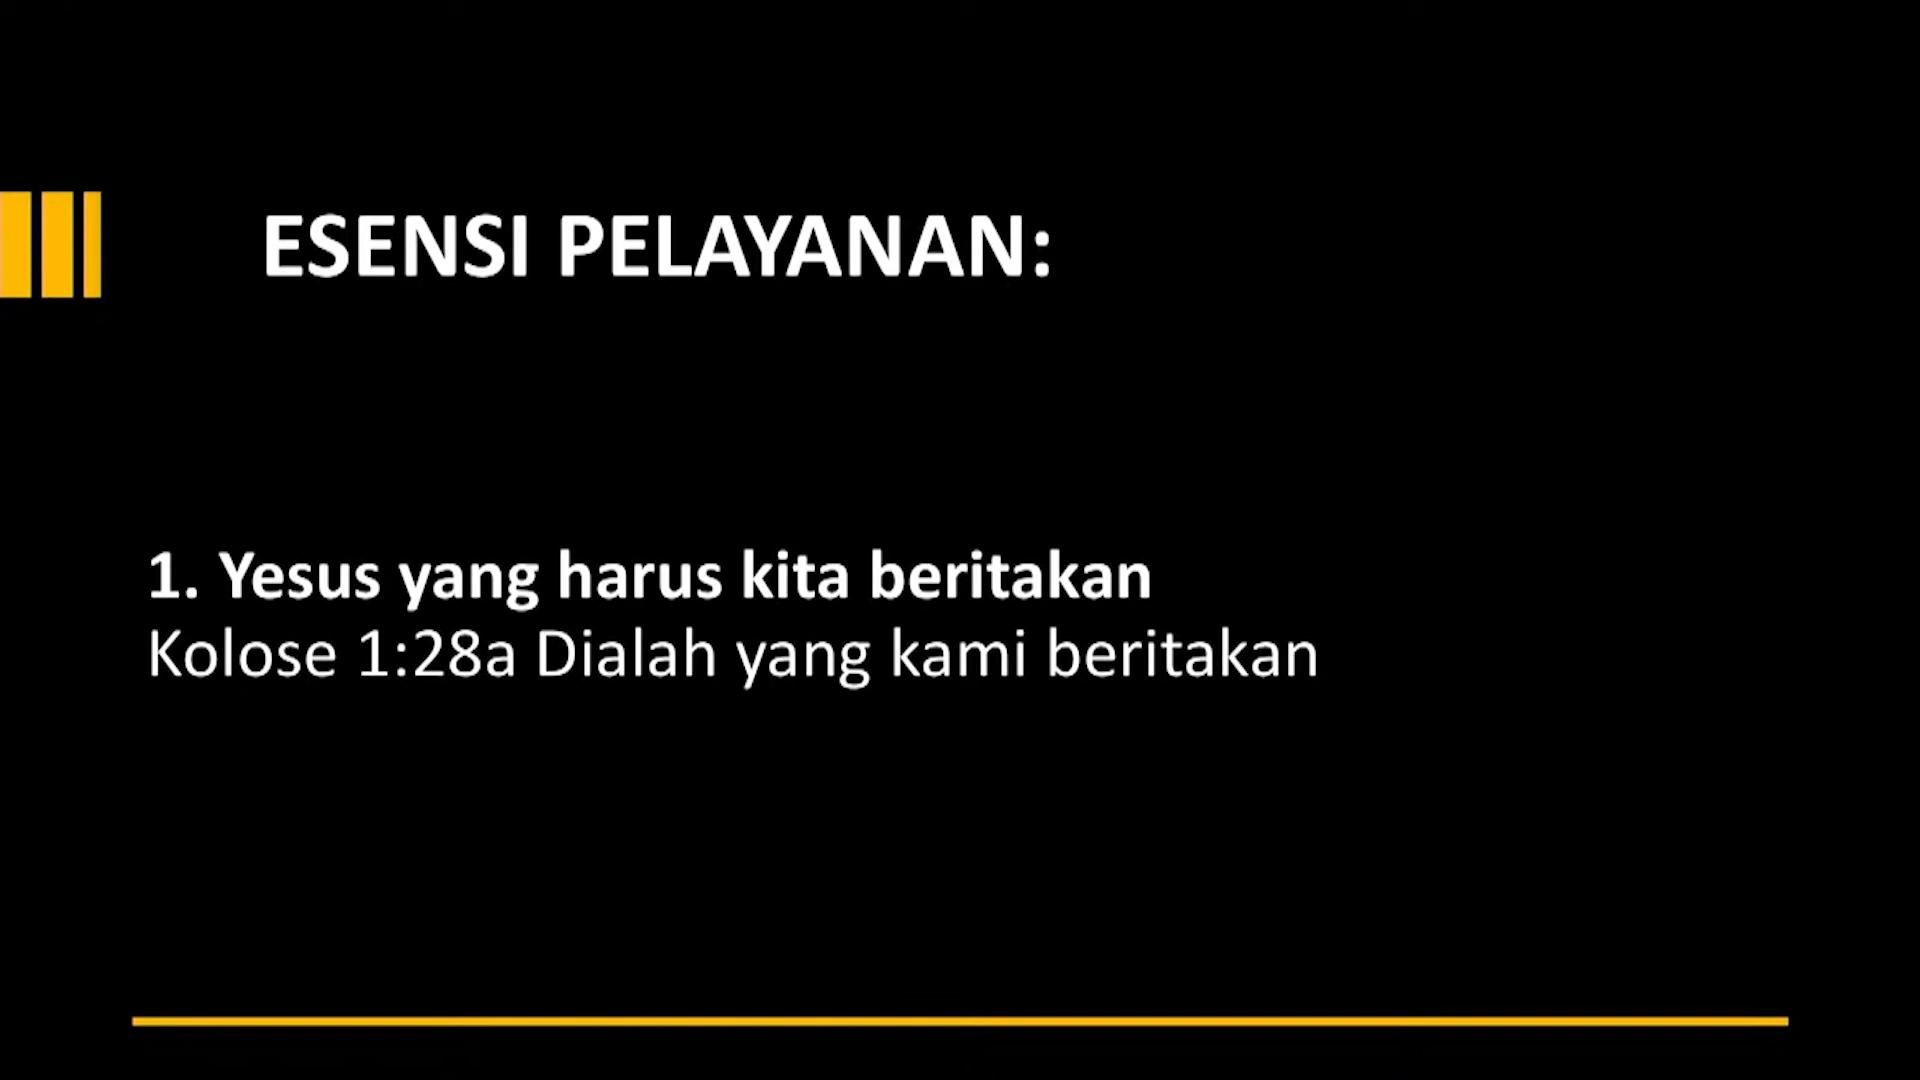 ESENSI PELAYANAN:
1. Yesus yang harus kita beritakan
Kolose 1:28a Dialah yang kami beritakan